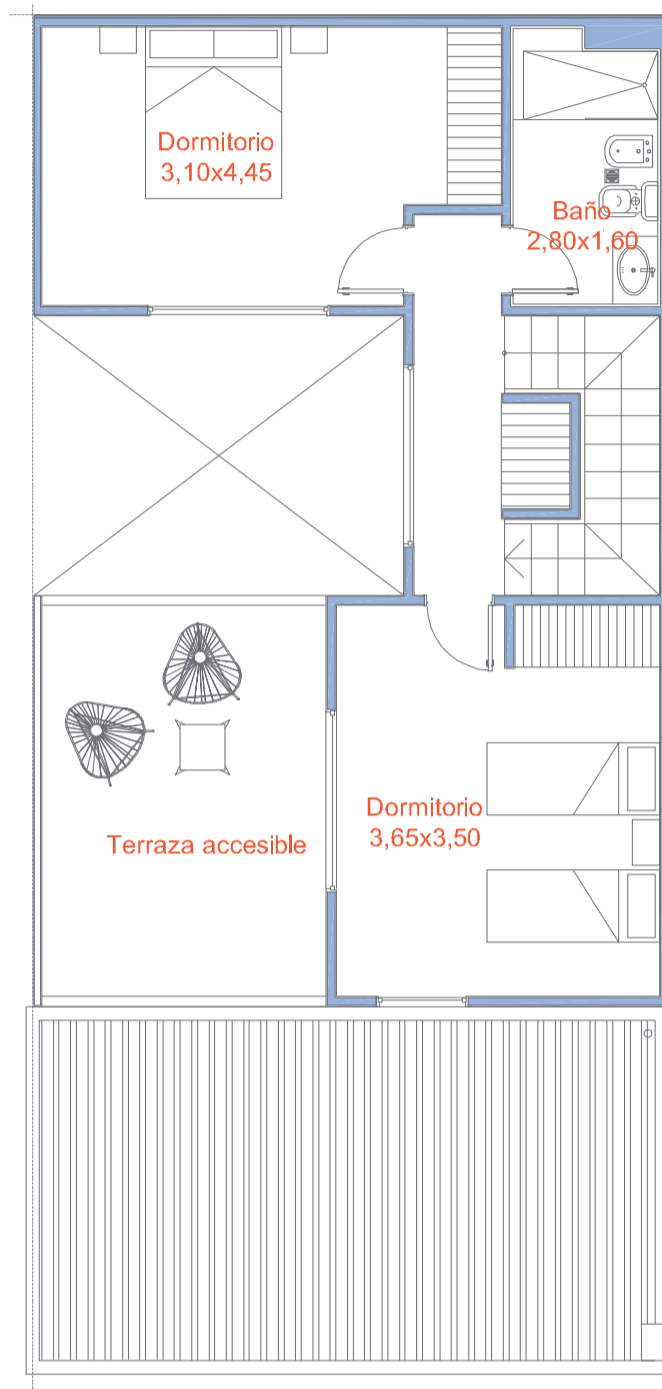 Dormitorio
3,10x4,45
Baño
2,80x1,60
Dormitorio
3,65x3,50
Terraza accesible